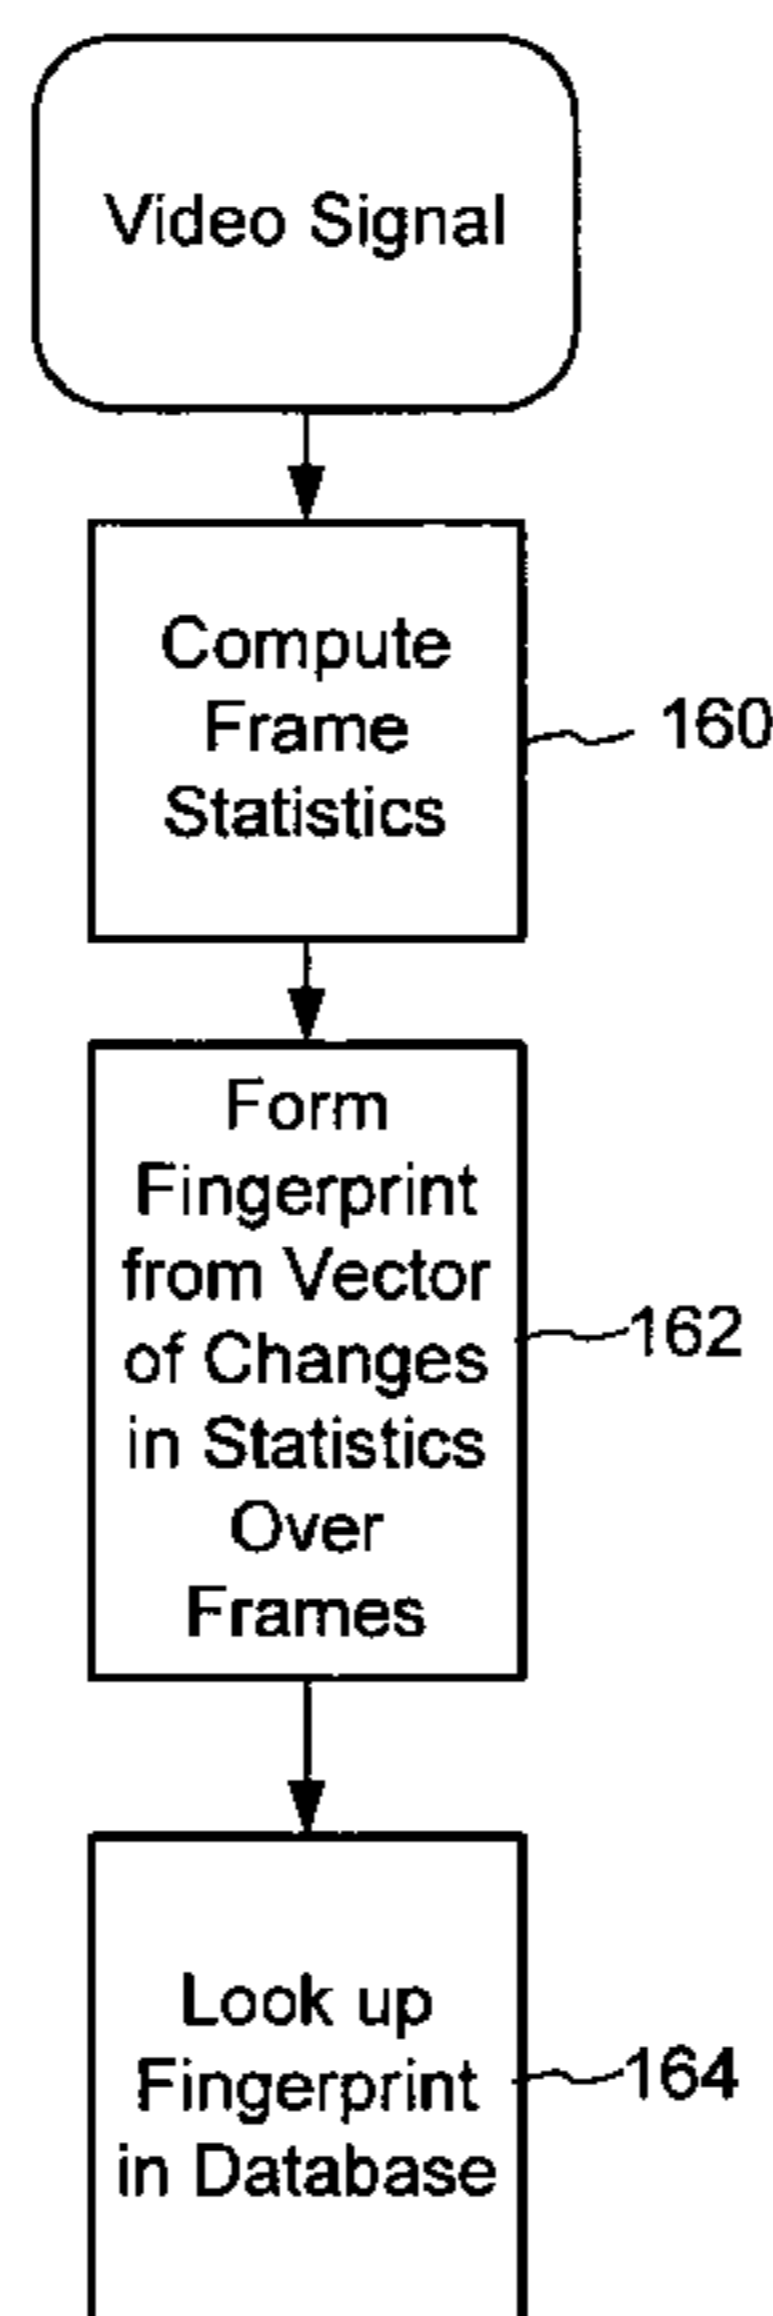 Video Signal
Compute
Frame
Statistics
160
Form
Fingerprint
from Vector
of Changes
in Statistics
Over
Frames
162
Look up
Fingerprint
in Database
164